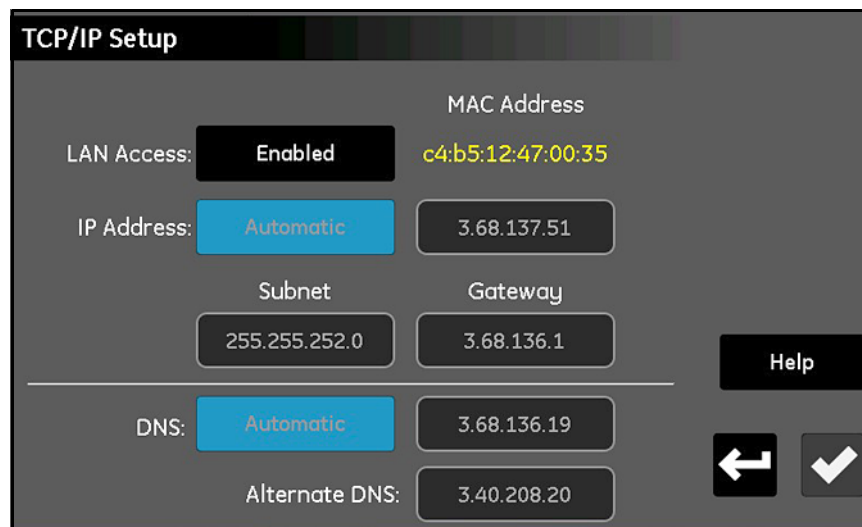 TCP/IP Setup
MAC Address
LAN Access: Enabled c4:b5:12:47:00:35
IP Address: Automatic 3.68.137.51
Subnet Gateway
255.255.252.0 3.68.136.1
Help
DNS: Automatic 3.68.136.19
Alternate DNS: 3.40.208.20